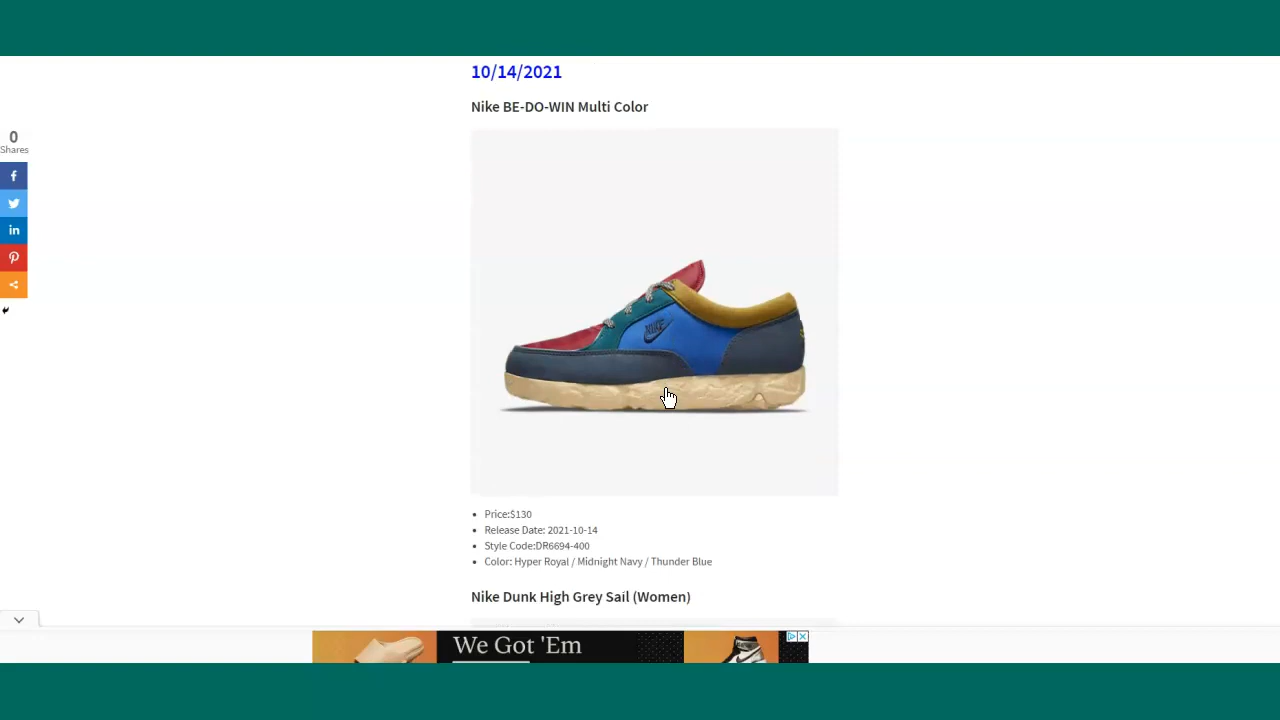 10/14/2021
Nike BE-DO-WIN Multi Color
0
Shares
NIKE
Price:$130
Release Date: 2021-10-14
Style Code:DR6694-400
Color: Hyper Royal / Midnight Navy / Thunder Blue
Nike Dunk High Grey Sail (Women)
We Got 'Em